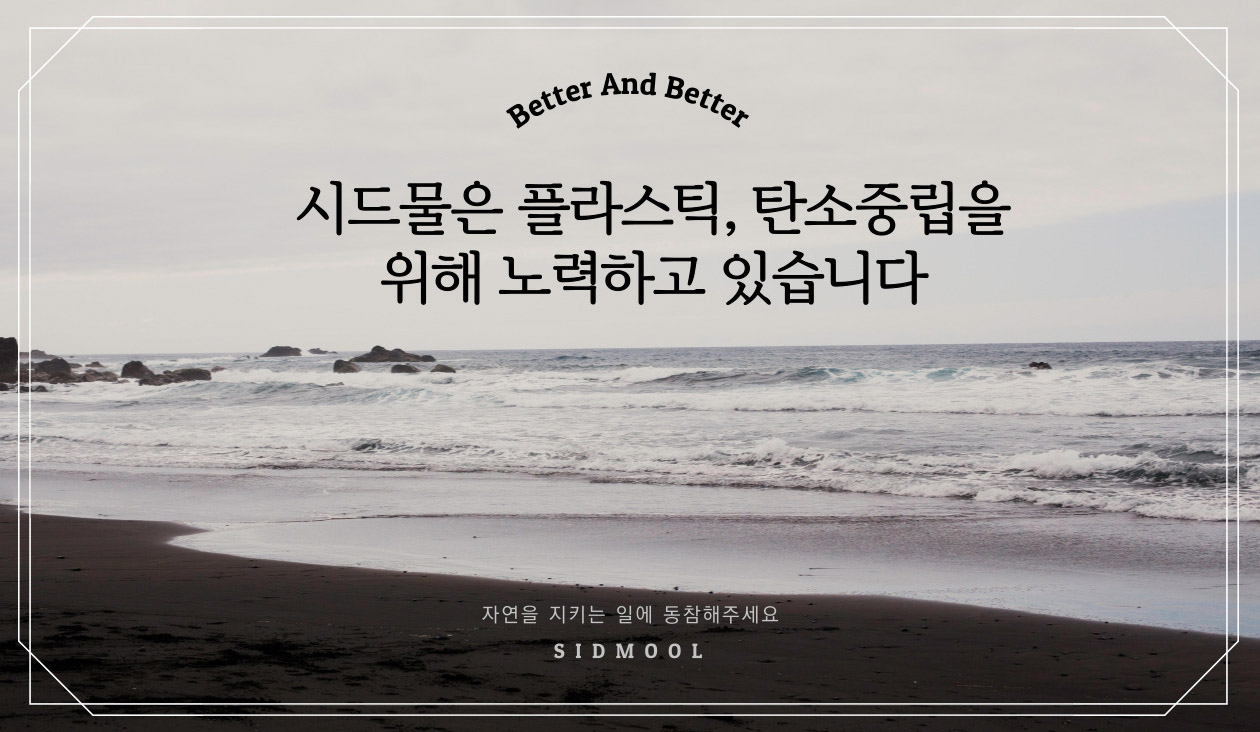 Better And Better
시드물은 플라스틱, 탄소중립을
위해 노력하고 있습니다
자연을 지키는 일에 동참해주세요
SIDMOOL